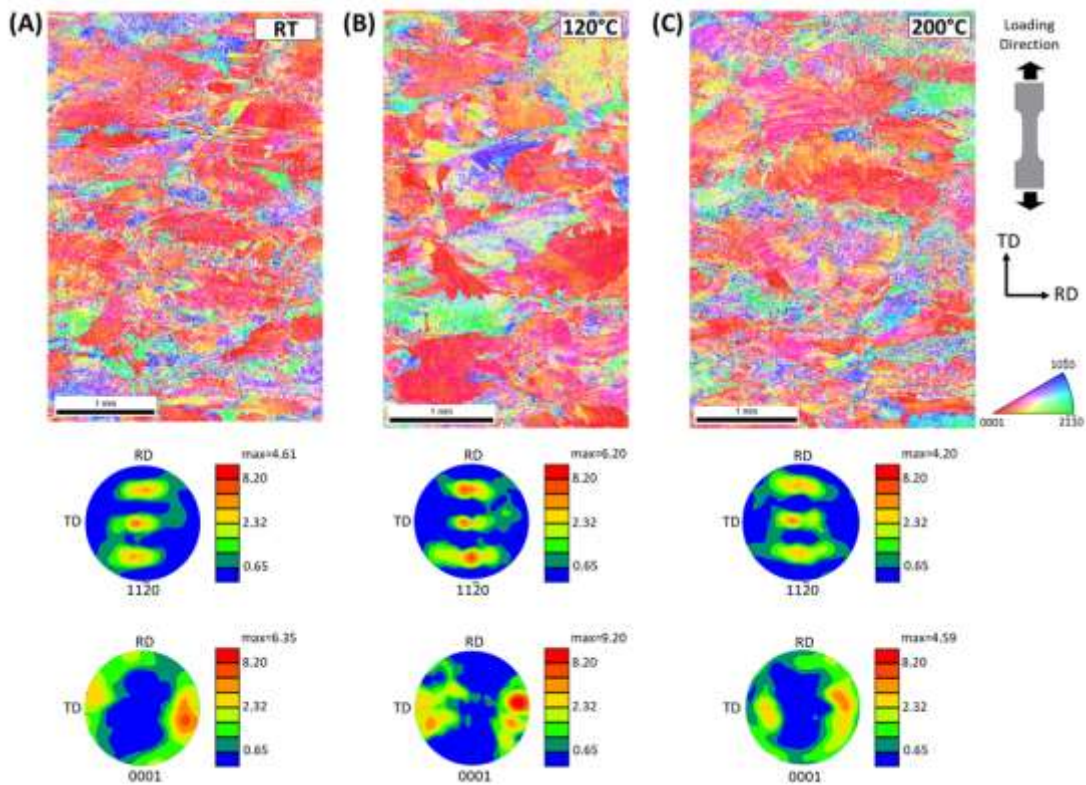 (A)
RT
(B)
120°C
(C)
200°C
Loading
Direction
TD
RD
1 mm
1 mm
1 mm
1010
0001
2110
RD
TD
1120
max=4.61
8.20
2.32
0.65
RD
TD
1120
max=6.20
8.20
2.32
0.65
RD
TD
1120
max=4.20
8.20
2.32
0.65
RD
TD
0001
max=6.35
8.20
2.32
0.65
RD
TD
0001
max=9.20
8.20
2.32
0.65
RD
TD
0001
max=4.59
8.20
2.32
0.65